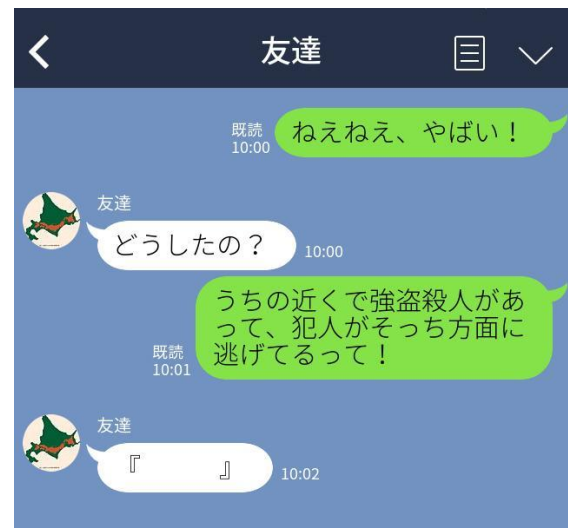 友達
既読
10:00
ねえねえ、やばい！
友達
どうしたの？
10:00
うちの近くで強盗殺人があ
って、犯人がそっち方面に
逃げてるって！
既読
10:01
友達
『　　　』
10:02